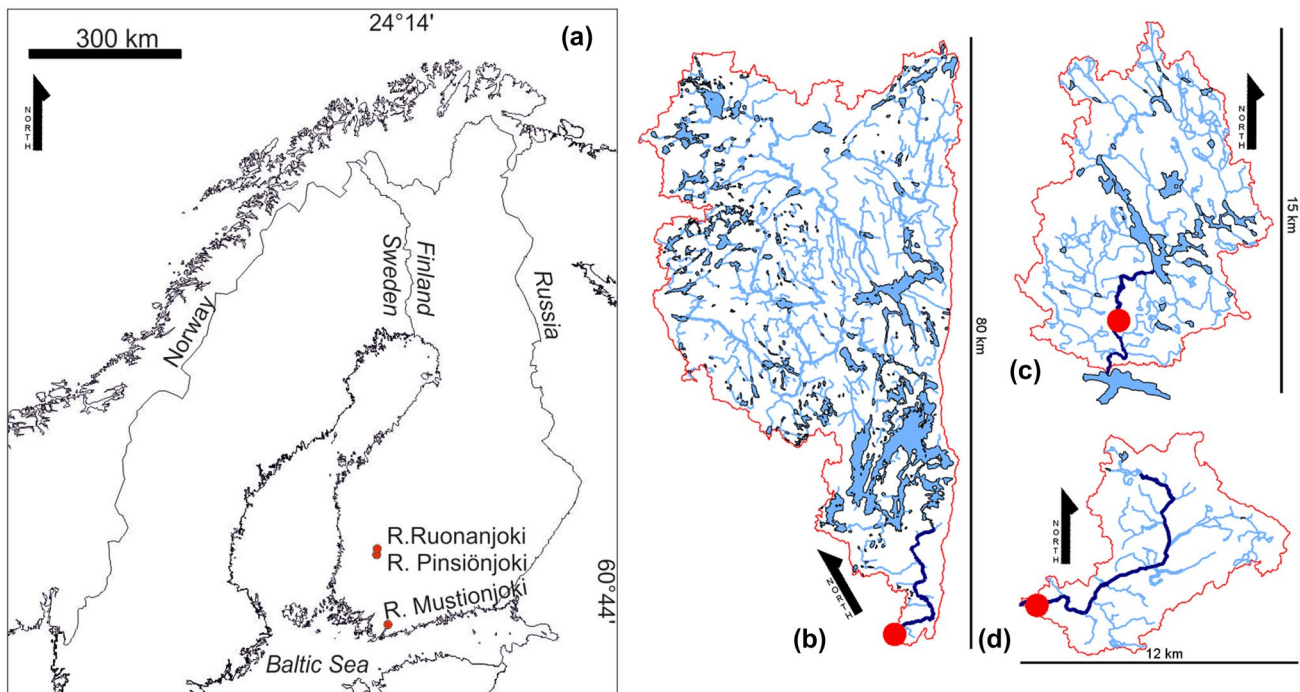 24°14'
300 km
(a)
NORTH
Norway
Sweden
Finland
Russia
R.Ruonanjoki
R. Pinsiönjoki
R. Mustionjoki
60°44'
Baltic Sea
80 km
NORTH
(b)
NORTH
15 km
(c)
NORTH
(d)
12 km